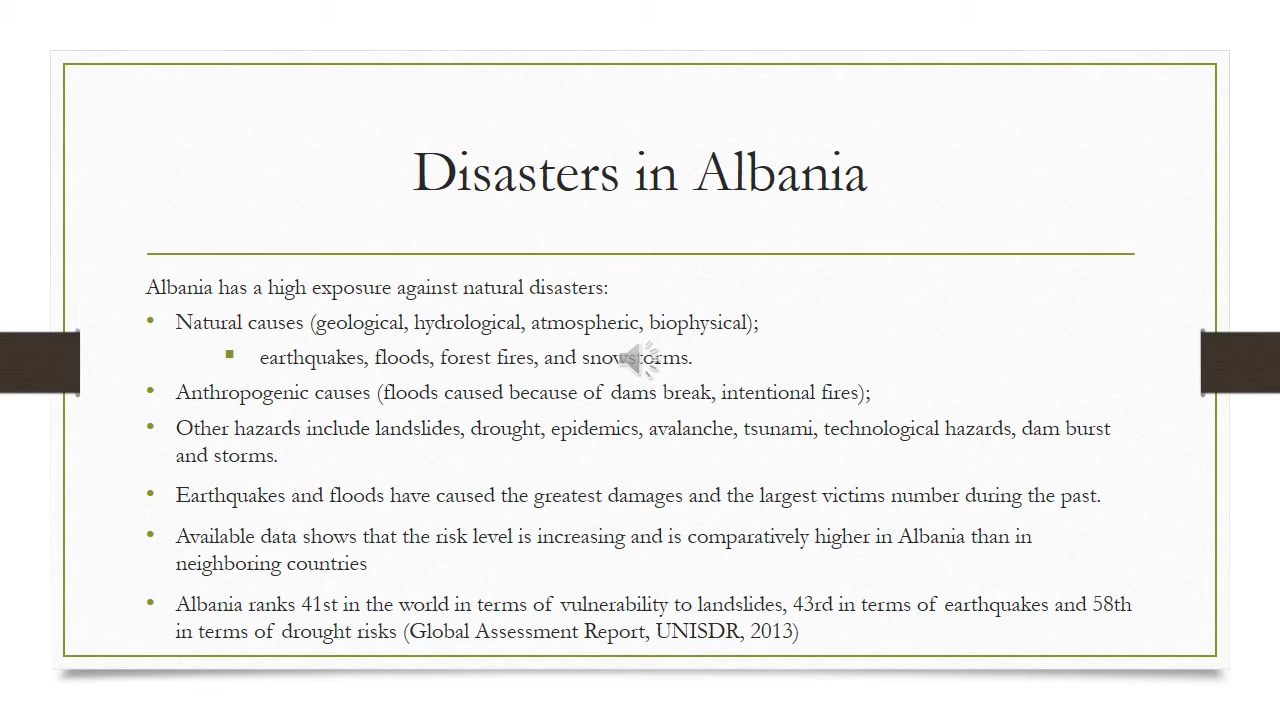 Disasters in Albania
Albania has a high exposure against natural disasters:
• Natural causes (geological, hydrological, atmospheric, biophysical);
▪ earthquakes, floods, forest fires, and snowstorms.
• Anthropogenic causes (floods caused because of dams break, intentional fires);
• Other hazards include landslides, drought, epidemics, avalanche, tsunami, technological hazards, dam burst
and storms.
• Earthquakes and floods have caused the greatest damages and the largest victims number during the past.
• Available data shows that the risk level is increasing and is comparatively higher in Albania than in
neighboring countries
• Albania ranks 41st in the world in terms of vulnerability to landslides, 43rd in terms of earthquakes and 58th
in terms of drought risks (Global Assessment Report, UNISDR, 2013)